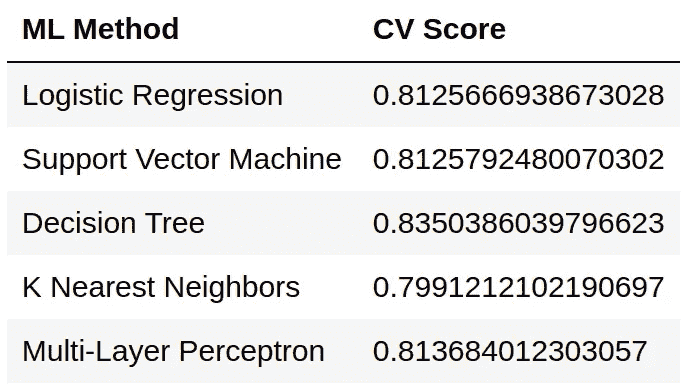 ML Method CV Score
Logistic Regression 0.8125666938673028
Support Vector Machine 0.8125792480070302
Decision Tree 0.8350386039796623
K Nearest Neighbors 0.7991212102190697
Multi-Layer Perceptron 0.813684012303057